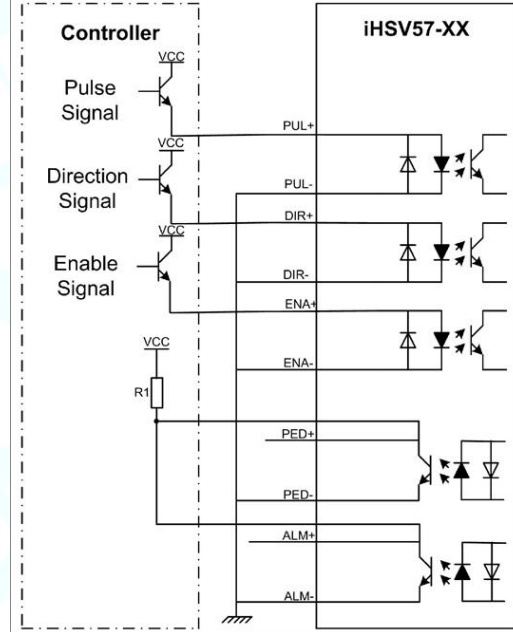 Controller
iHSV57-XX
VCC
Pulse
Signal
PUL+
VCC
PUL-
Direction
Signal
DIR+
VCC
DIR-
Enable
Signal
ENA+
VCC
ENA-
R1
PED+
PED-
ALM+
ALM-